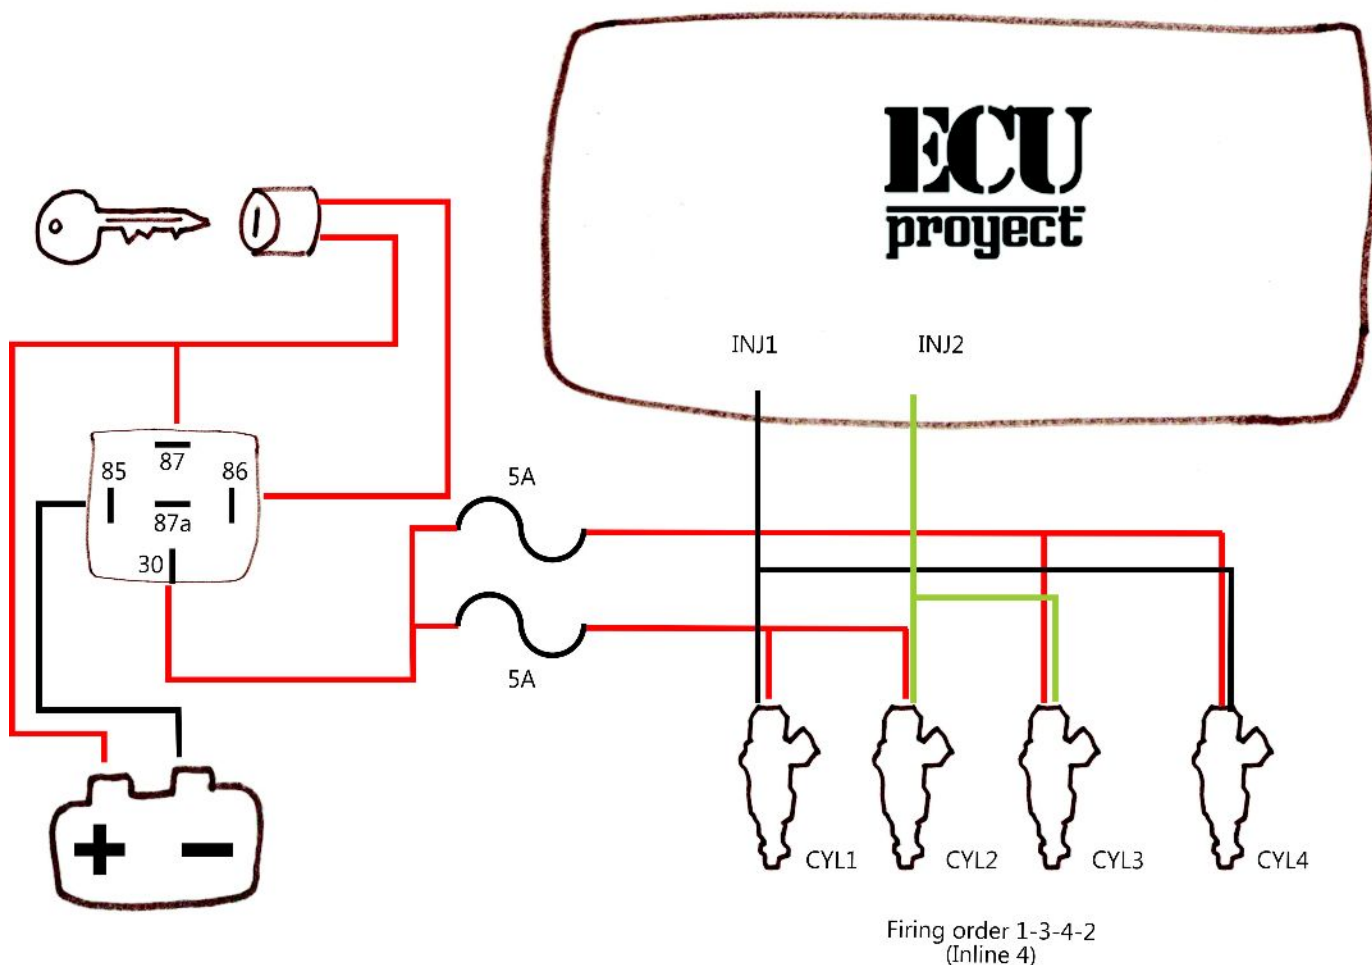 ECU
proyect
INJ1
INJ2
87
85
86
87a
30
5A
5A
+
−
CYL1
CYL2
CYL3
CYL4
Firing order 1-3-4-2
(Inline 4)